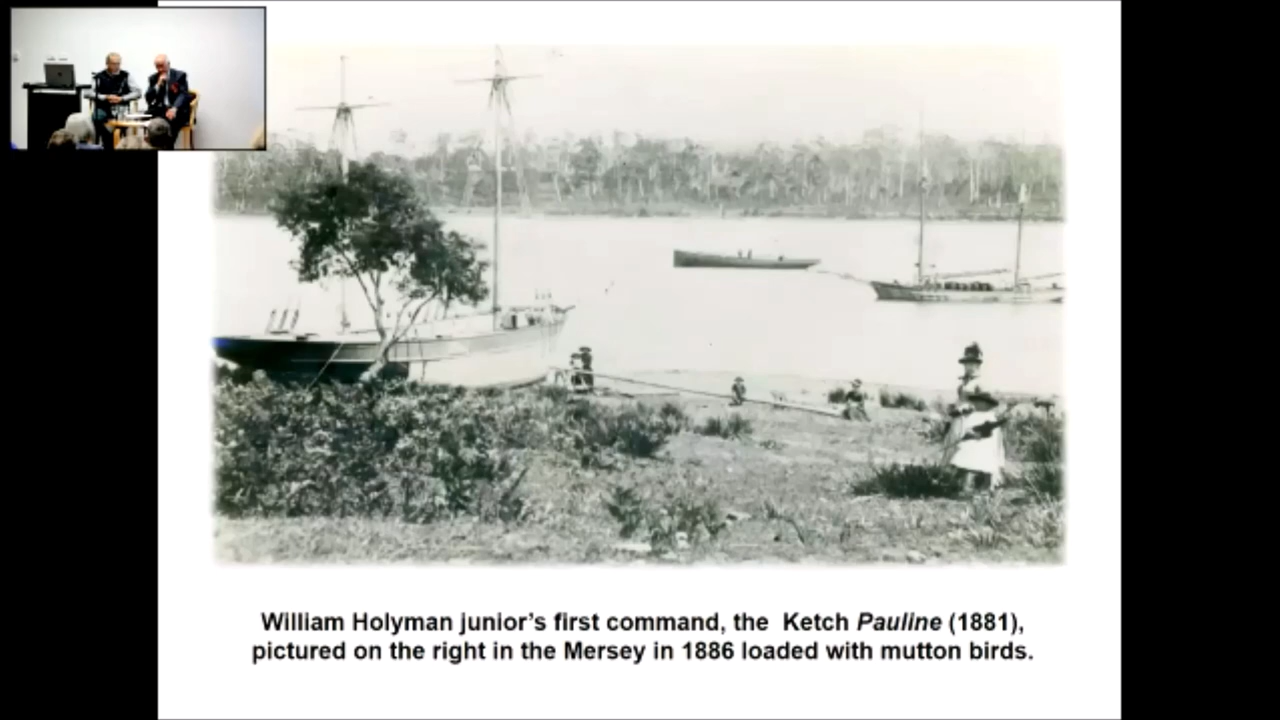 William Holyman junior’s first command, the Ketch Pauline (1881),
pictured on the right in the Mersey in 1886 loaded with mutton birds.